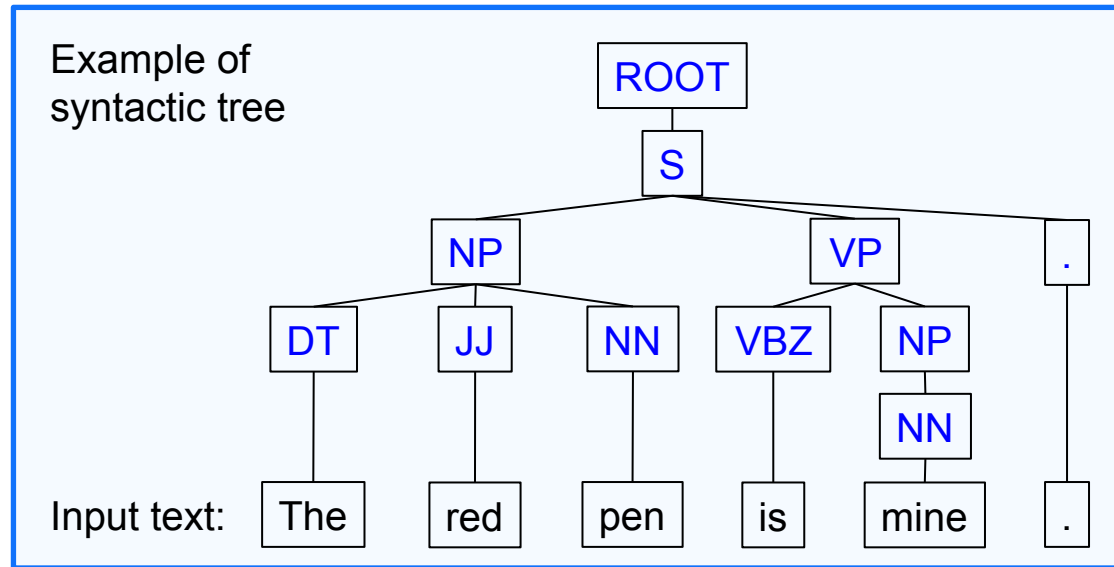 Example of
syntactic tree
ROOT
S
NP VP .
DT JJ NN VBZ NP
NN
Input text: The red pen is mine .